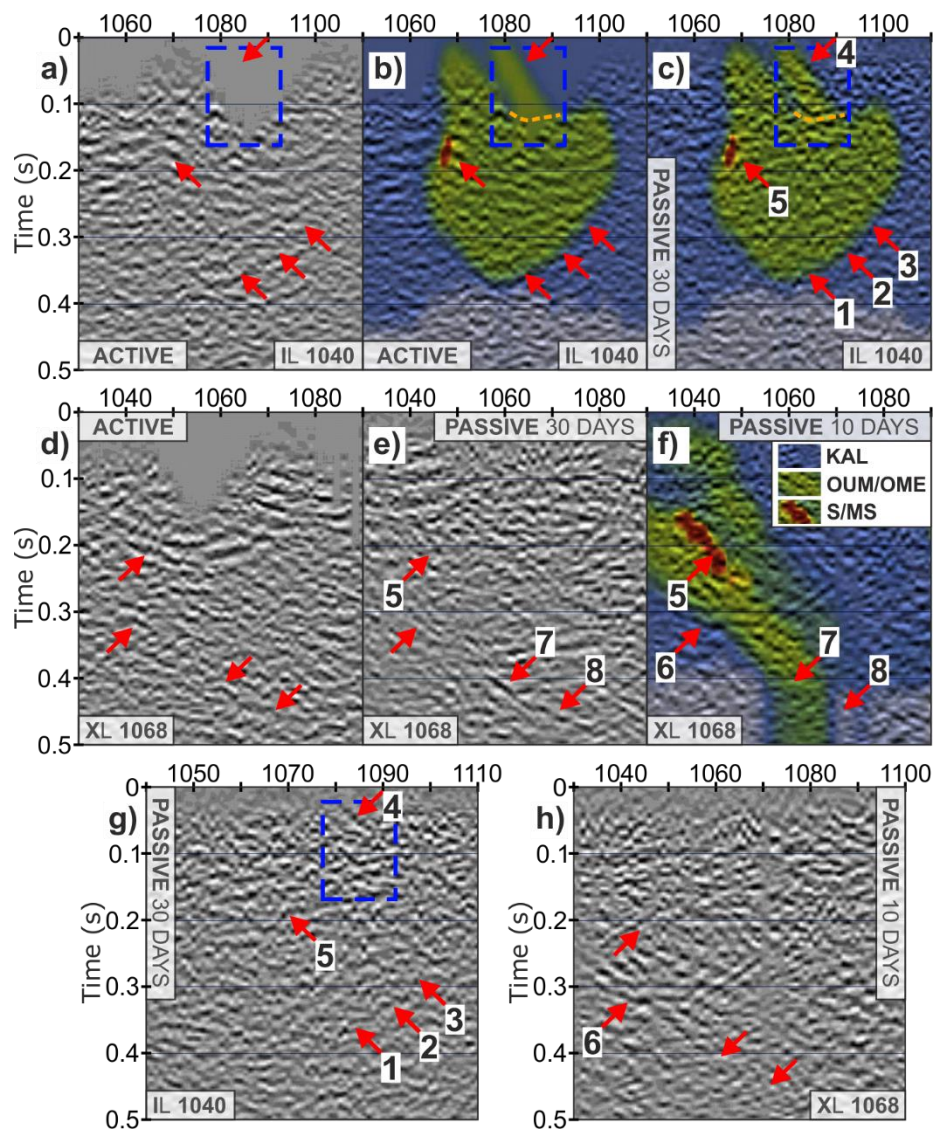 1060 1080 1100 1060 1080 1100 1060 1080 1100
a) b) c)
0
0.1
0.2
0.3
0.4
0.5
Time (s)
4
5
3
2
1
PASSIVE 30 DAYS
ACTIVE IL 1040 ACTIVE IL 1040
1040 1060 1080 1040 1060 1080 1040 1060 1080
ACTIVE PASSIVE 30 DAYS PASSIVE 10 DAYS
d) e) f)
KAL
OUM/OME
S/MS
0
0.1
0.2
0.3
0.4
0.5
Time (s)
5 5
6
7 8 7 8
XL 1068 XL 1068 XL 1068
1050 1070 1090 1110 1040 1060 1080 1100
g) h)
PASSIVE 30 DAYS
PASSIVE 10 DAYS
0
0.1
0.2
0.3
0.4
0.5
Time (s)
4
5
3
2
1
IL 1040
0
0.1
0.2
0.3
0.4
0.5
Time (s)
6
XL 1068